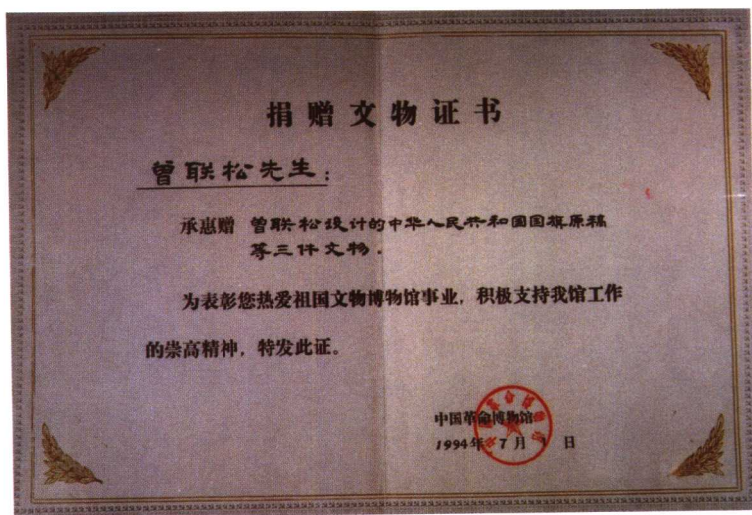 捐赠文物证书
曾联松先生：
承惠赠 曾联松设计的中华人民共和国国旗原稿
等三件文物.
为表彰您热爱祖国文物博物馆事业，积极支持我馆工作
的崇高精神，特发此证。
中国革命博物馆
1994年7月 日